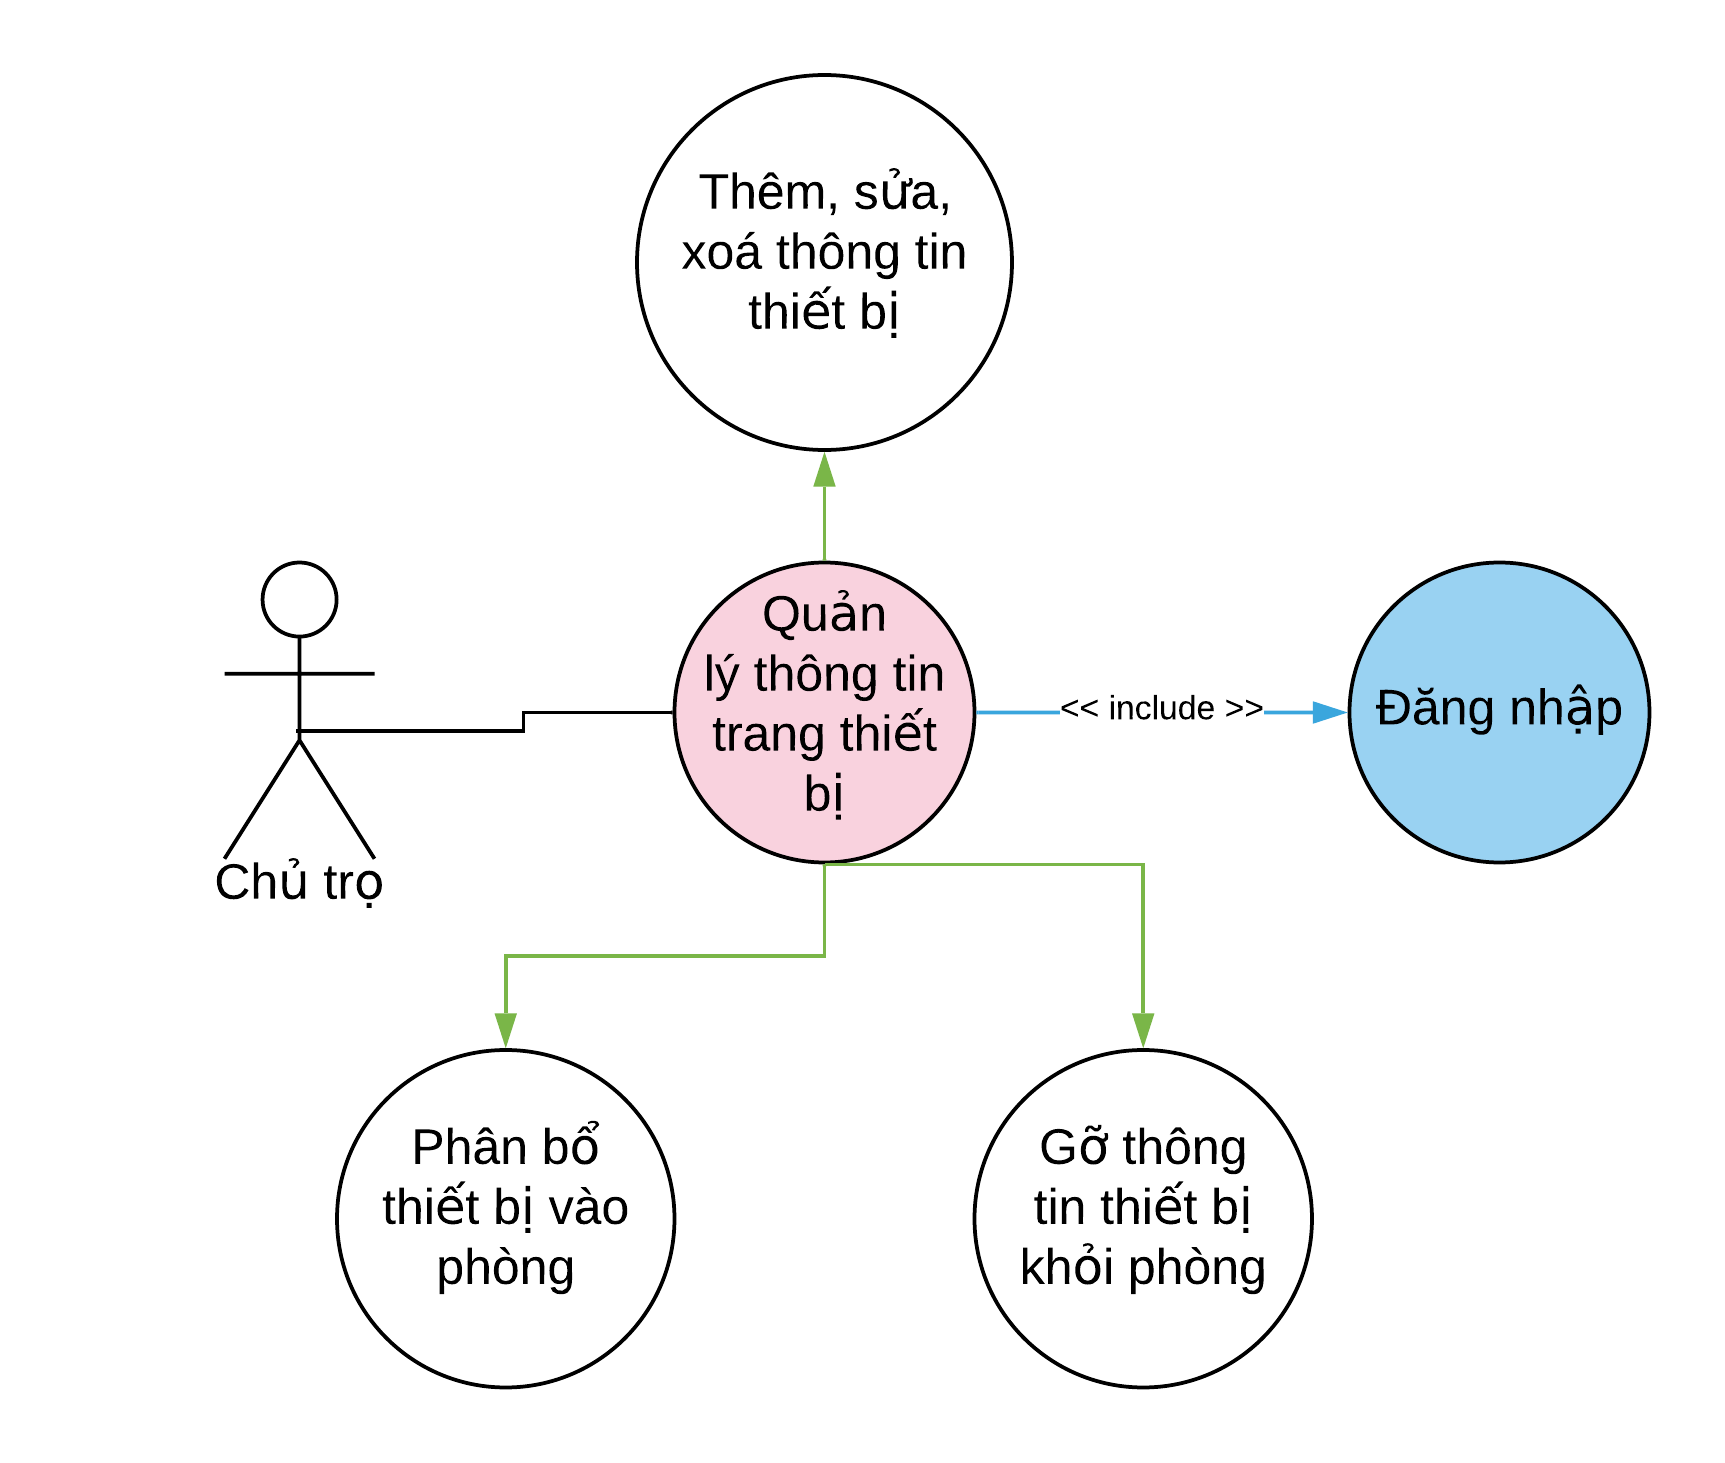 Thêm, sửa,
xoá thông tin
thiết bị
Quản
lý thông tin
trang thiết
bị
<< include >>
Đăng nhập
Chủ trọ
Phân bổ
thiết bị vào
phòng
Gỡ thông
tin thiết bị
khỏi phòng